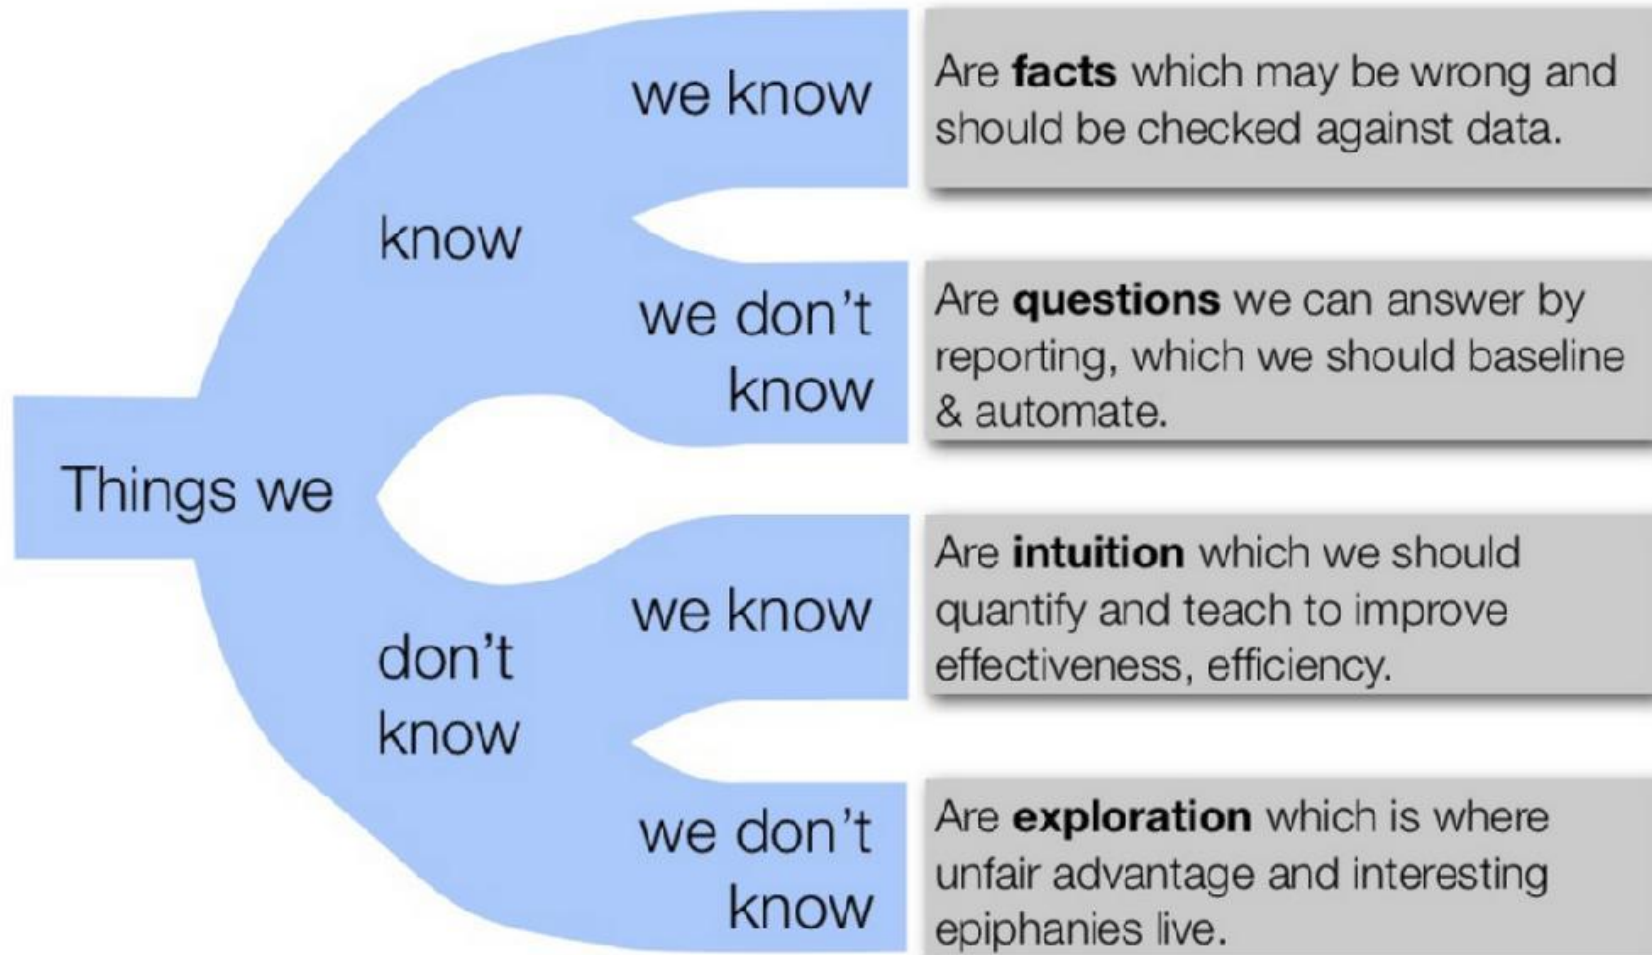 Things we
know
we know
Are facts which may be wrong and
should be checked against data.
we don't
know
Are questions we can answer by
reporting, which we should baseline
& automate.
don't
know
we know
Are intuition which we should
quantify and teach to improve
effectiveness, efficiency.
we don't
know
Are exploration which is where
unfair advantage and interesting
epiphanies live.